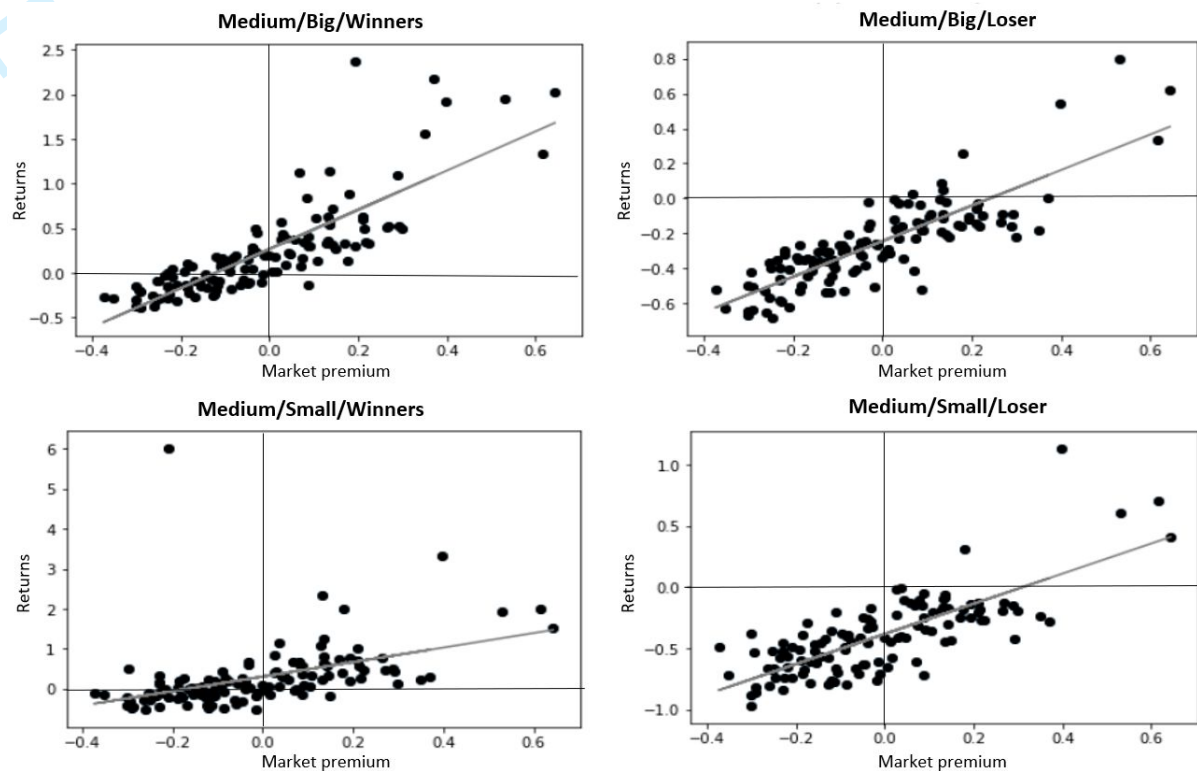 Medium/Big/Winners
2.5
2.0
1.5
1.0
0.5
0.0
−0.5
Returns
−0.4 −0.2 0.0 0.2 0.4 0.6
Market premium
Medium/Big/Loser
0.8
0.6
0.4
0.2
0.0
−0.2
−0.4
−0.6
Returns
−0.4 −0.2 0.0 0.2 0.4 0.6
Market premium
Medium/Small/Winners
6
5
4
3
2
1
0
Returns
−0.4 −0.2 0.0 0.2 0.4 0.6
Market premium
Medium/Small/Loser
1.0
0.5
0.0
−0.5
−1.0
Returns
−0.4 −0.2 0.0 0.2 0.4 0.6
Market premium